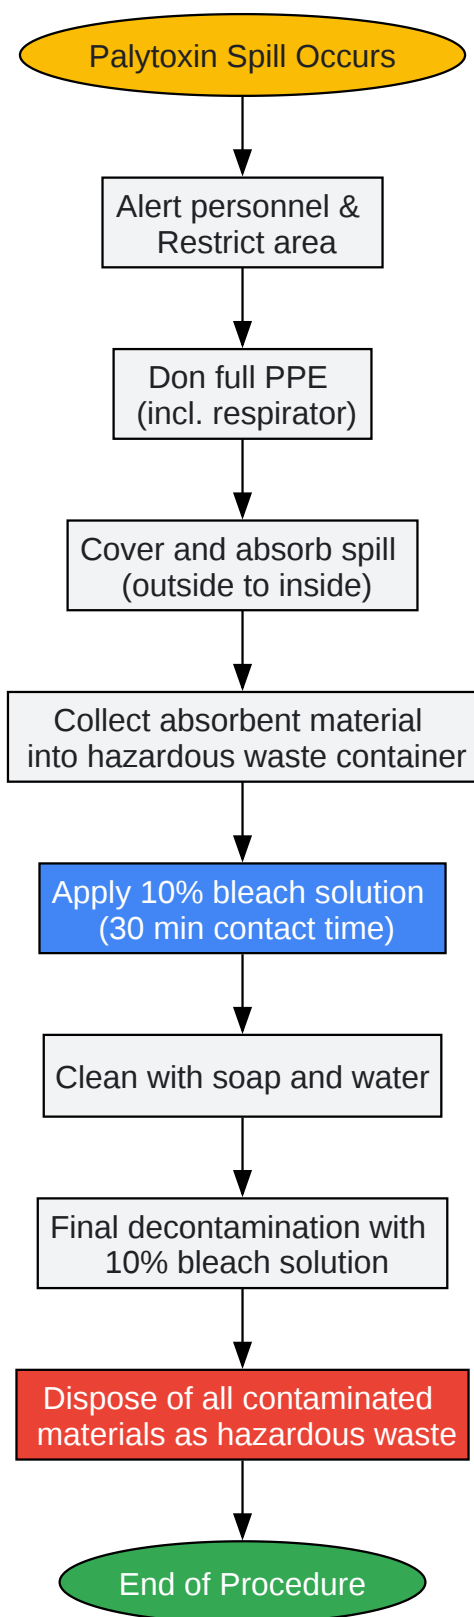 Palytoxin Spill Occurs
Alert personnel &
Restrict area
Don full PPE
(incl. respirator)
Cover and absorb spill
(outside to inside)
Collect absorbent material
into hazardous waste container
Apply 10% bleach solution
(30 min contact time)
Clean with soap and water
Final decontamination with
10% bleach solution
Dispose of all contaminated
materials as hazardous waste
End of Procedure